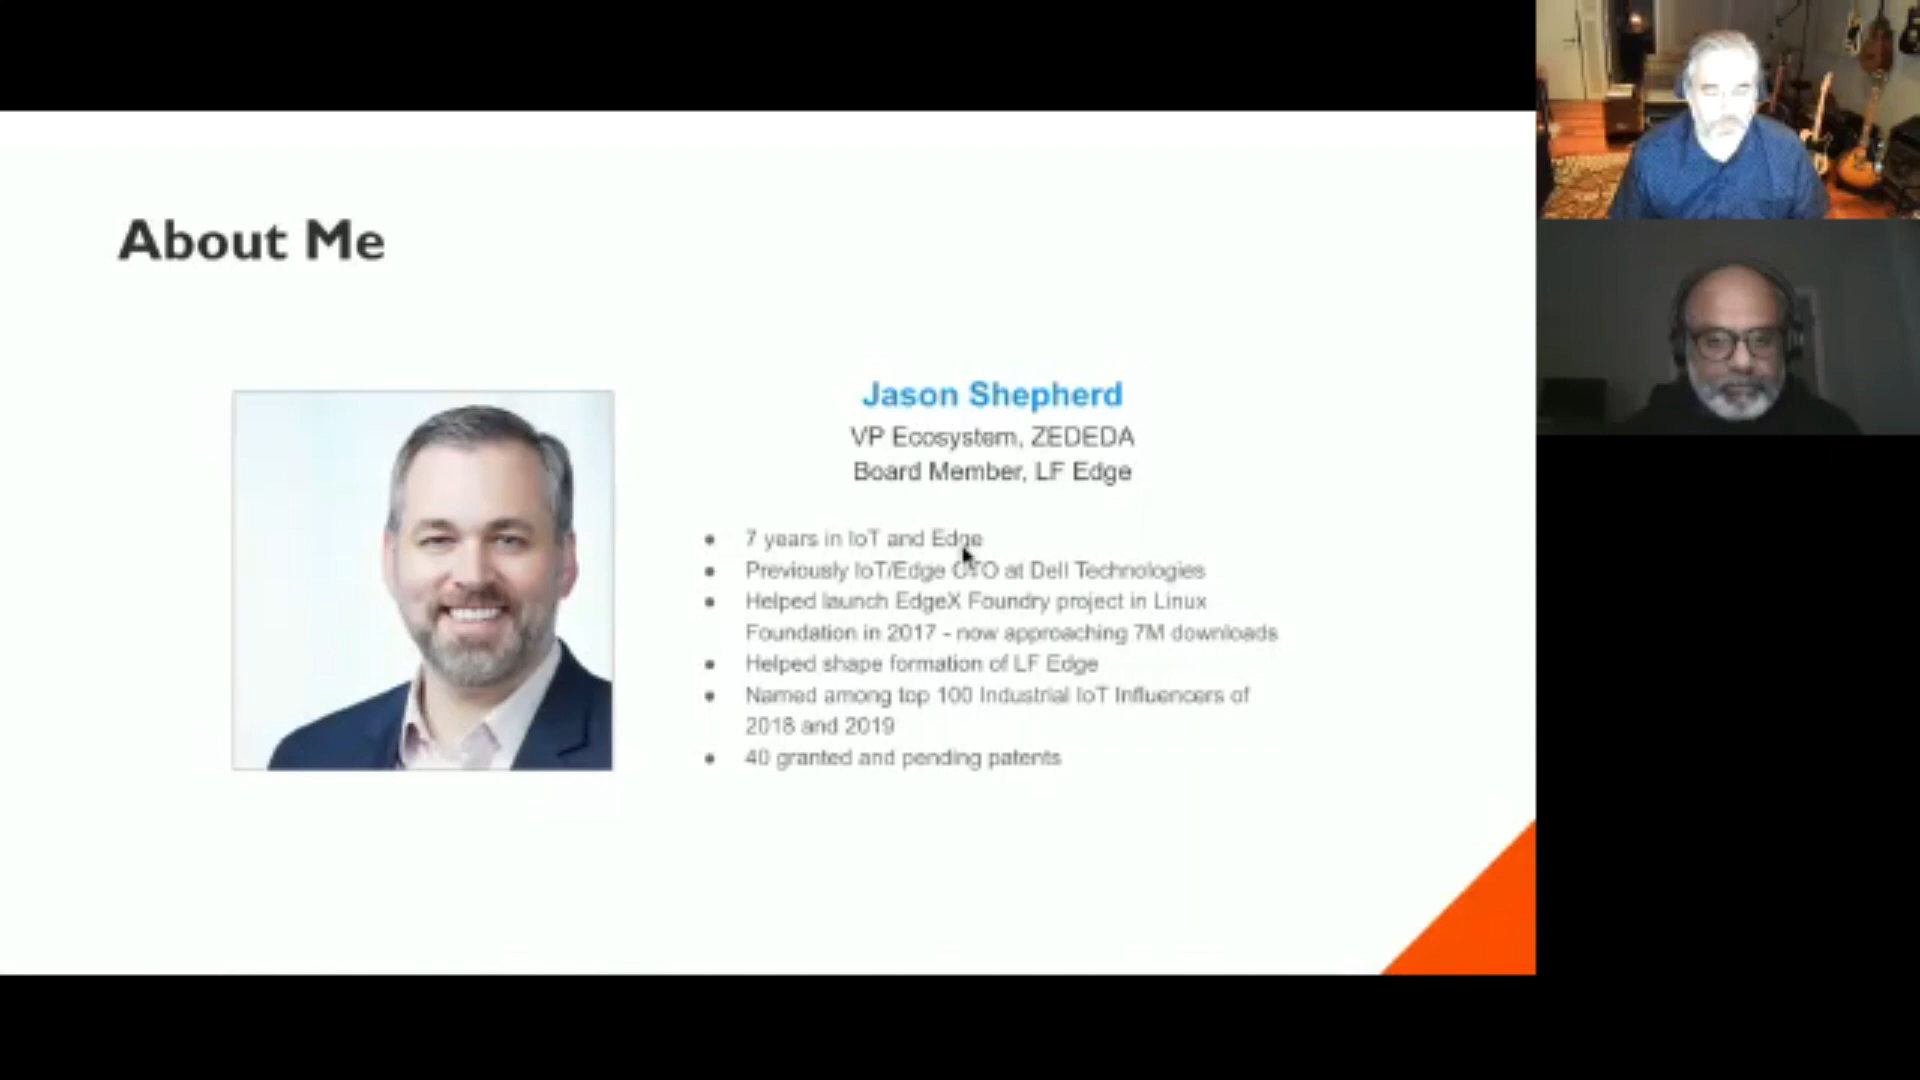 About Me
Jason Shepherd
VP Ecosystem, ZEDEDA
Board Member, LF Edge
• 7 years in IoT and Edge
• Previously IoT/Edge CTO at Dell Technologies
• Helped launch EdgeX Foundry project in Linux
Foundation in 2017 - now approaching 7M downloads
• Helped shape formation of LF Edge
• Named among top 100 Industrial IoT Influencers of
2018 and 2019
• 40 granted and pending patents